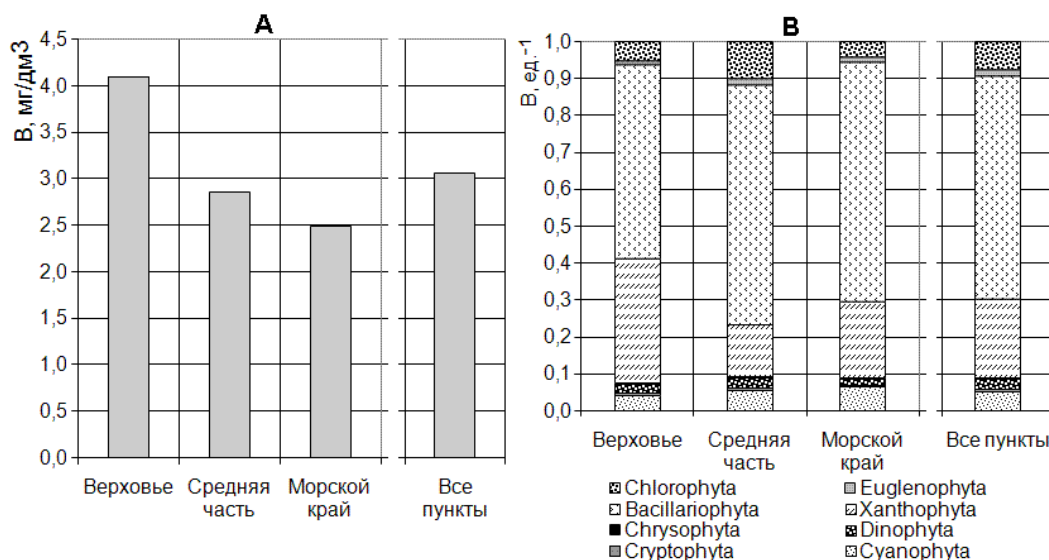 А
В, мг/дм3
4,5
4,0
3,5
3,0
2,5
2,0
1,5
1,0
0,5
0,0
Верховье
Средняя
часть
Морской
край
Все
пункты
В
В, ед.-1
1,0
0,9
0,8
0,7
0,6
0,5
0,4
0,3
0,2
0,1
0,0
Верховье
Средняя
часть
Морской
край
Все пункты
Chlorophyta
Euglenophyta
Bacillariophyta
Xanthophyta
Chrysophyta
Dinophyta
Cryptophyta
Cyanophyta